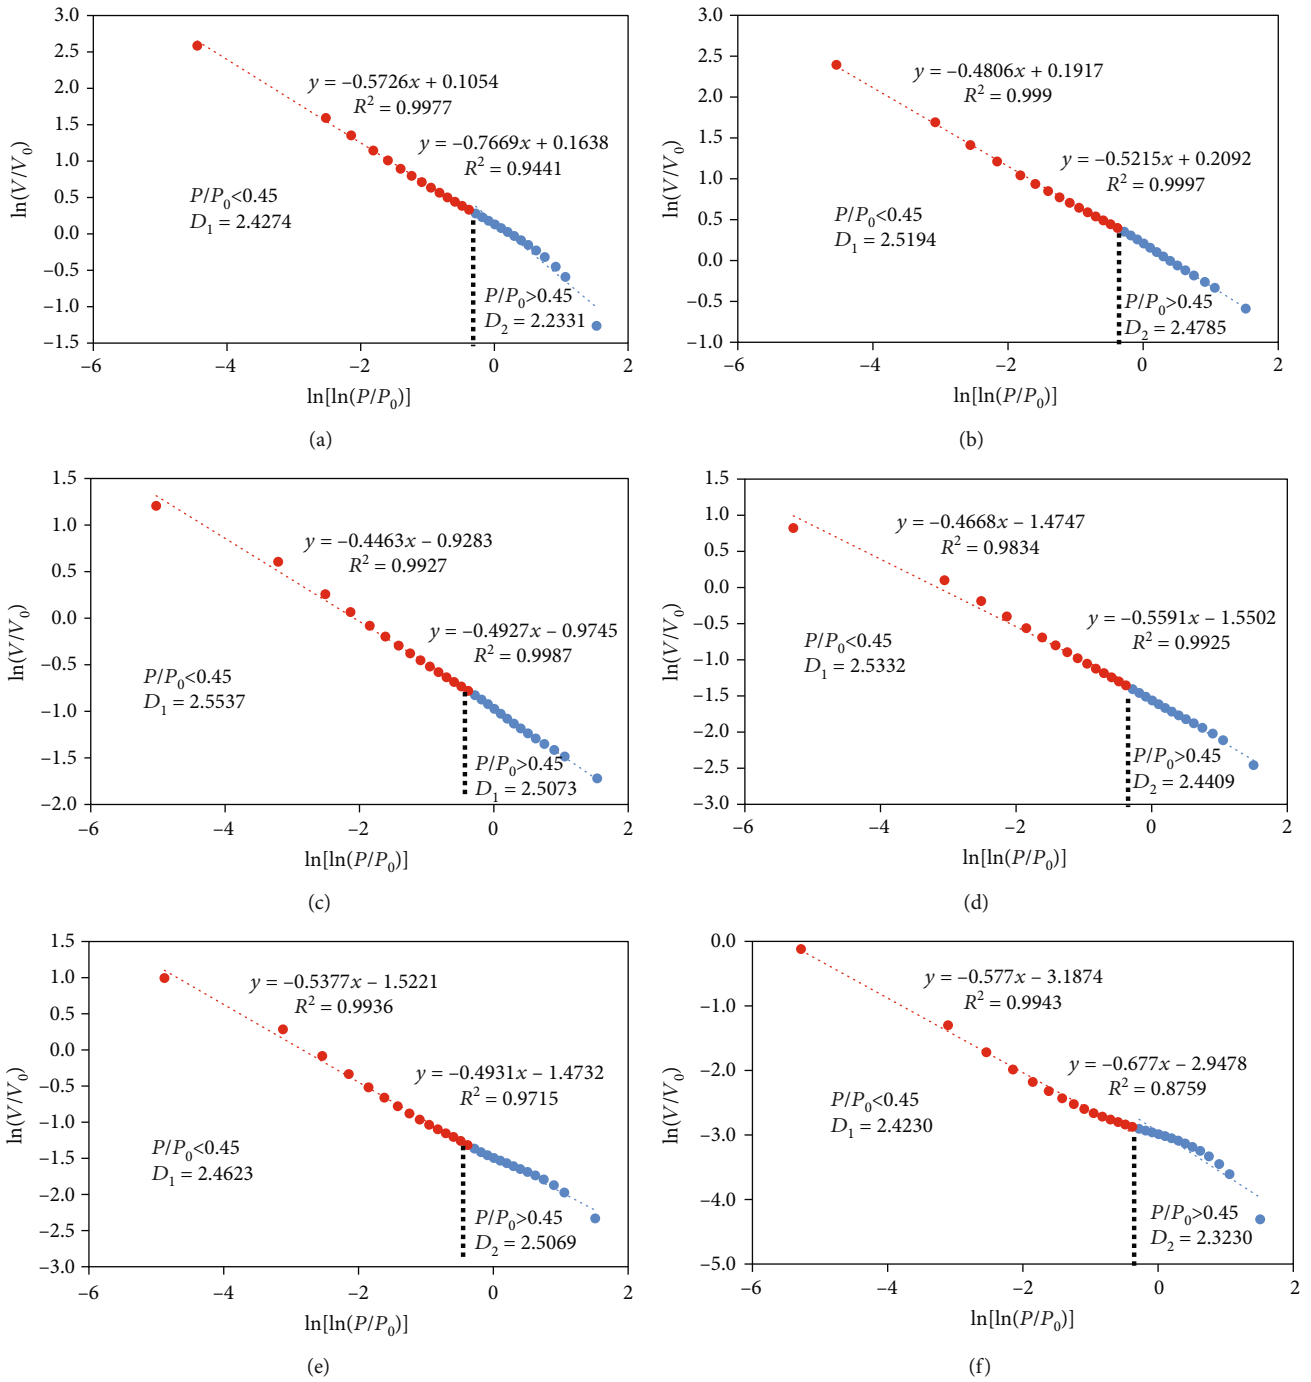 3.0
2.5
2.0
1.5
1.0
0.5
0.0
–0.5
–1.0
–1.5
ln(V/V0)
y = –0.5726x + 0.1054
R2 = 0.9977
y = –0.7669x + 0.1638
R2 = 0.9441
P/P0<0.45
D1 = 2.4274
P/P0>0.45
D2 = 2.2331
–6 –4 –2 0 2
ln[ln(P/P0)]
(a)
3.0
2.5
2.0
1.5
1.0
0.5
0.0
–0.5
–1.0
ln(V/V0)
y = –0.4806x + 0.1917
R2 = 0.999
y = –0.5215x + 0.2092
R2 = 0.9997
P/P0<0.45
D1 = 2.5194
P/P0>0.45
D2 = 2.4785
–6 –4 –2 0 2
ln[ln(P/P0)]
(b)
1.5
1.0
0.5
0.0
–0.5
–1.0
–1.5
–2.0
ln(V/V0)
y = –0.4463x – 0.9283
R2 = 0.9927
y = –0.4927x – 0.9745
R2 = 0.9987
P/P0<0.45
D1 = 2.5537
P/P0>0.45
D1 = 2.5073
–6 –4 –2 0 2
ln[ln(P/P0)]
(c)
1.5
1.0
0.5
0.0
–0.5
–1.0
–1.5
–2.0
–2.5
–3.0
ln(V/V0)
y = –0.4668x – 1.4747
R2 = 0.9834
y = –0.5591x – 1.5502
R2 = 0.9925
P/P0<0.45
D1 = 2.5332
P/P0>0.45
D2 = 2.4409
–6 –4 –2 0 2
ln[ln(P/P0)]
(d)
1.5
1.0
0.5
0.0
–0.5
–1.0
–1.5
–2.0
–2.5
–3.0
ln(V/V0)
y = –0.5377x – 1.5221
R2 = 0.9936
y = –0.4931x – 1.4732
R2 = 0.9715
P/P0<0.45
D1 = 2.4623
P/P0>0.45
D2 = 2.5069
–6 –4 –2 0 2
ln[ln(P/P0)]
(e)
0.0
–1.0
–2.0
–3.0
–4.0
–5.0
ln(V/V0)
y = –0.577x – 3.1874
R2 = 0.9943
y = –0.677x – 2.9478
R2 = 0.8759
P/P0<0.45
D1 = 2.4230
P/P0>0.45
D2 = 2.3230
–6 –4 –2 0 2
ln[ln(P/P0)]
(f)